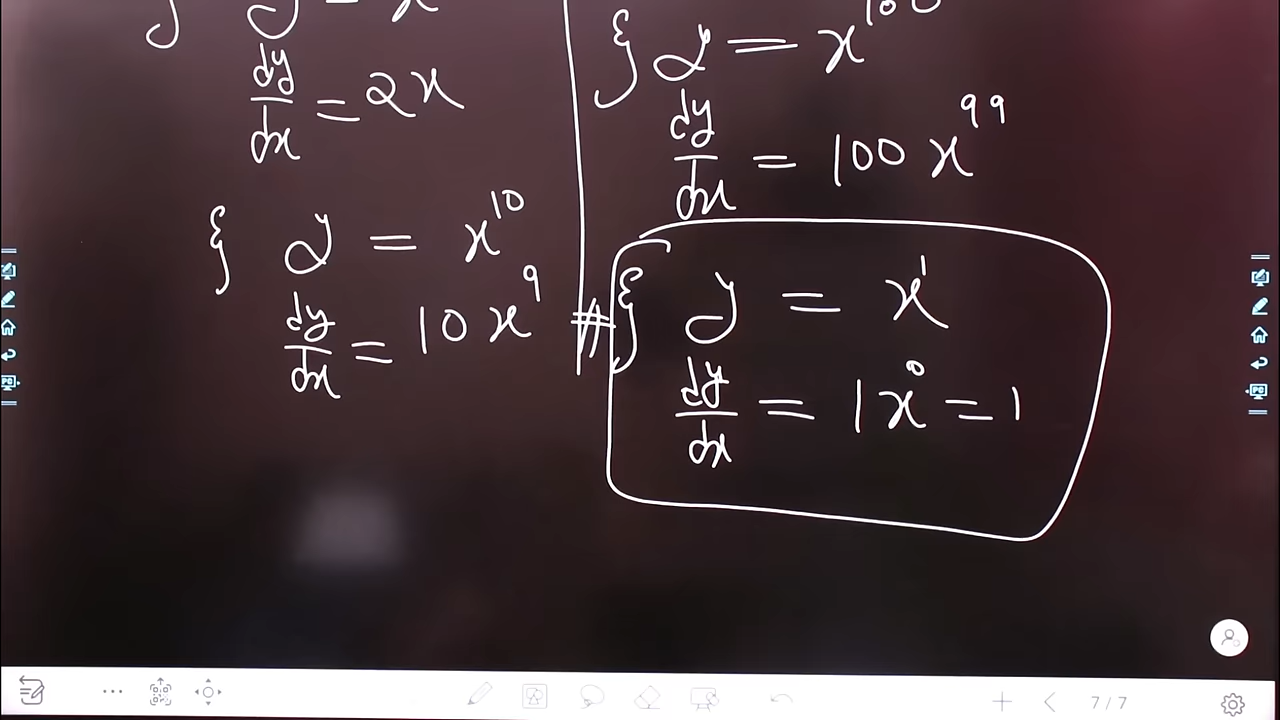 y = x
dy/dx = 2x
} y = x^10
dy/dx = 10x^9
} y = x^100
dy/dx = 100x^99
} y = x^1
dy/dx = 1x^0 = 1
7/7